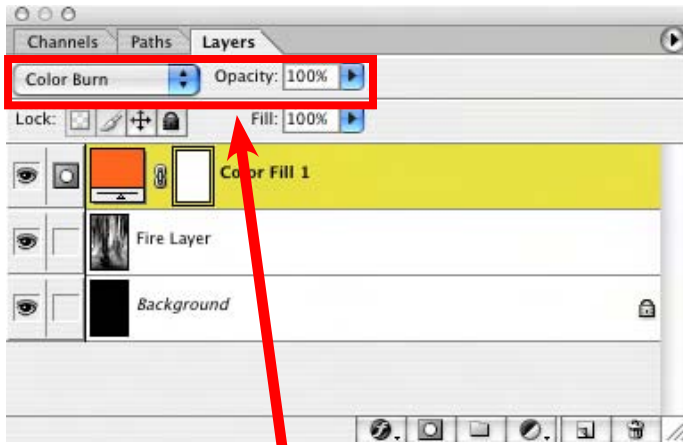 Channels Paths Layers
Color Burn Opacity: 100%
Lock: Fill: 100%
Color Fill 1
Fire Layer
Background